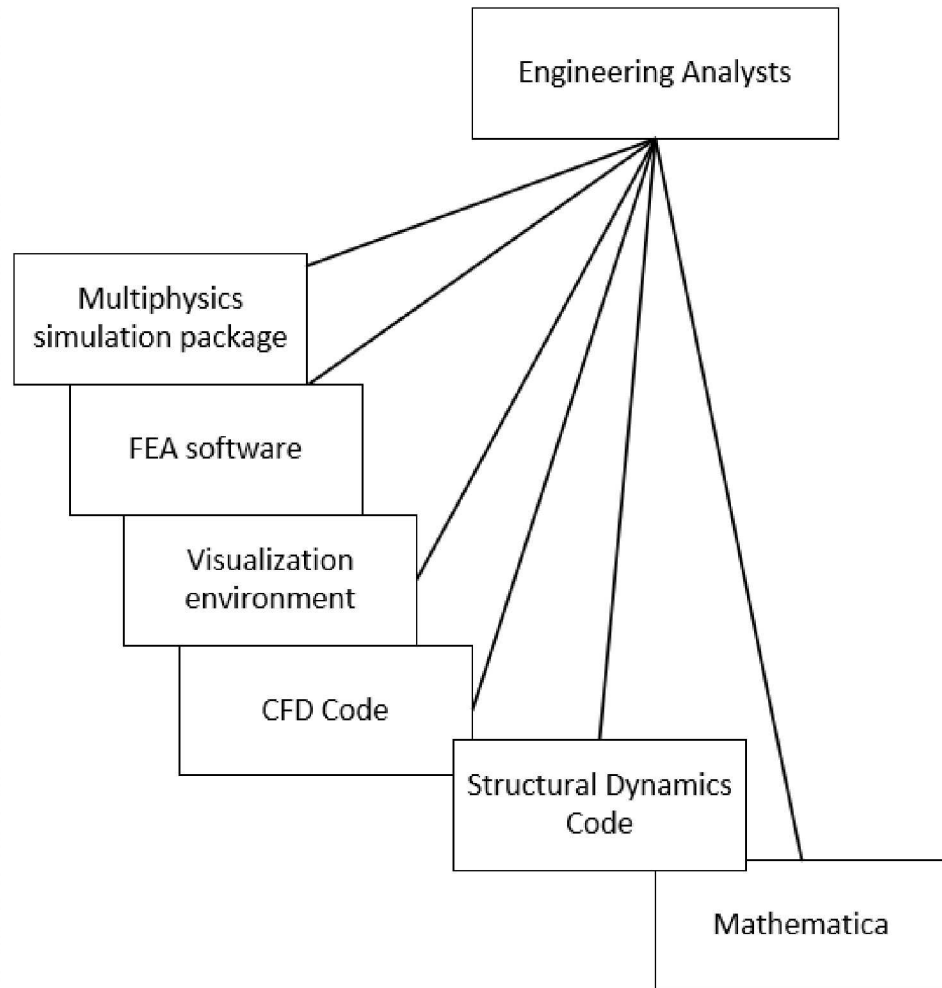 Engineering Analysts
Multiphysics
simulation package
FEA software
Visualization
environment
CFD Code
Structural Dynamics
Code
Mathematica